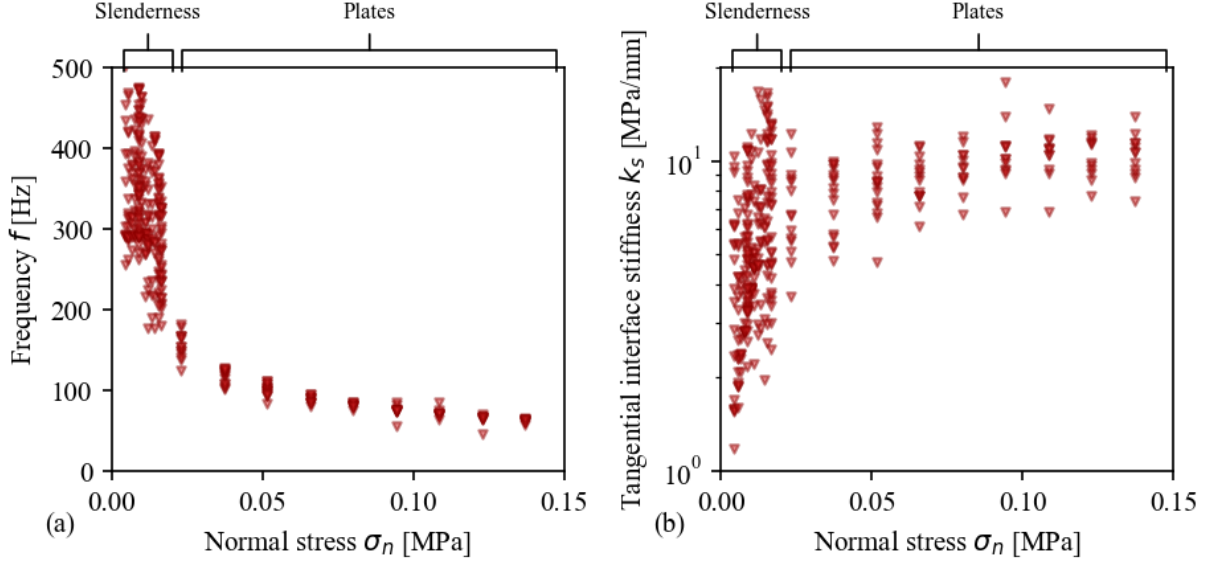 Slenderness Plates
500
400
300
200
100
0
Frequency f [Hz]
0.00 0.05 0.10 0.15
(a)
Normal stress σₙ [MPa]
Slenderness Plates
10¹
10⁰
Tangential interface stiffness kₛ [MPa/mm]
0.00 0.05 0.10 0.15
(b)
Normal stress σₙ [MPa]